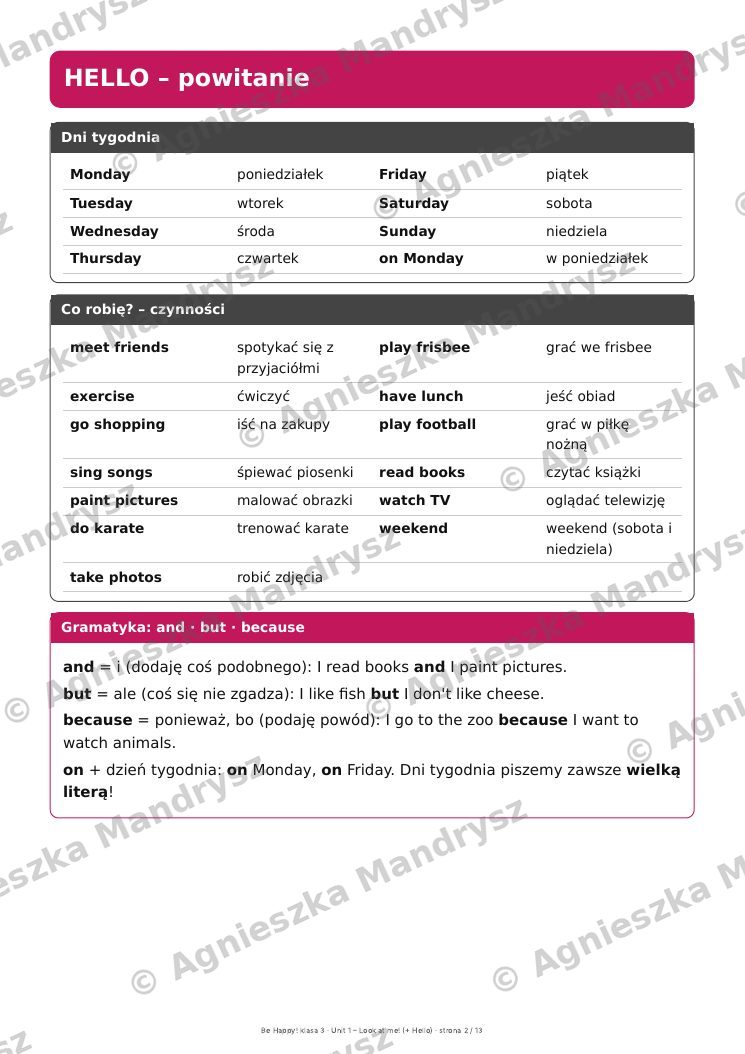 HELLO – powitanie
Dni tygodnia
Monday poniedziałek Friday piątek
Tuesday wtorek Saturday sobota
Wednesday środa Sunday niedziela
Thursday czwartek on Monday w poniedziałek
Co robię? – czynności
meet friends spotykać się z przyjaciółmi play frisbee grać we frisbee
exercise ćwiczyć have lunch jeść obiad
go shopping iść na zakupy play football grać w piłkę nożną
sing songs śpiewać piosenki read books czytać książki
paint pictures malować obrazki watch TV oglądać telewizję
do karate trenować karate weekend weekend (sobota i niedziela)
take photos robić zdjęcia
Gramatyka: and · but · because
and = i (dodaję coś podobnego): I read books and I paint pictures.
but = ale (coś się nie zgadza): I like fish but I don't like cheese.
because = ponieważ, bo (podaję powód): I go to the zoo because I want to
watch animals.
on + dzień tygodnia: on Monday, on Friday. Dni tygodnia piszemy zawsze wielką
literą!
Be Happy! klasa 3 · Unit 1 – Look at me! (+ Hello) · strona 2 / 13
© Agnieszka Mandrysz